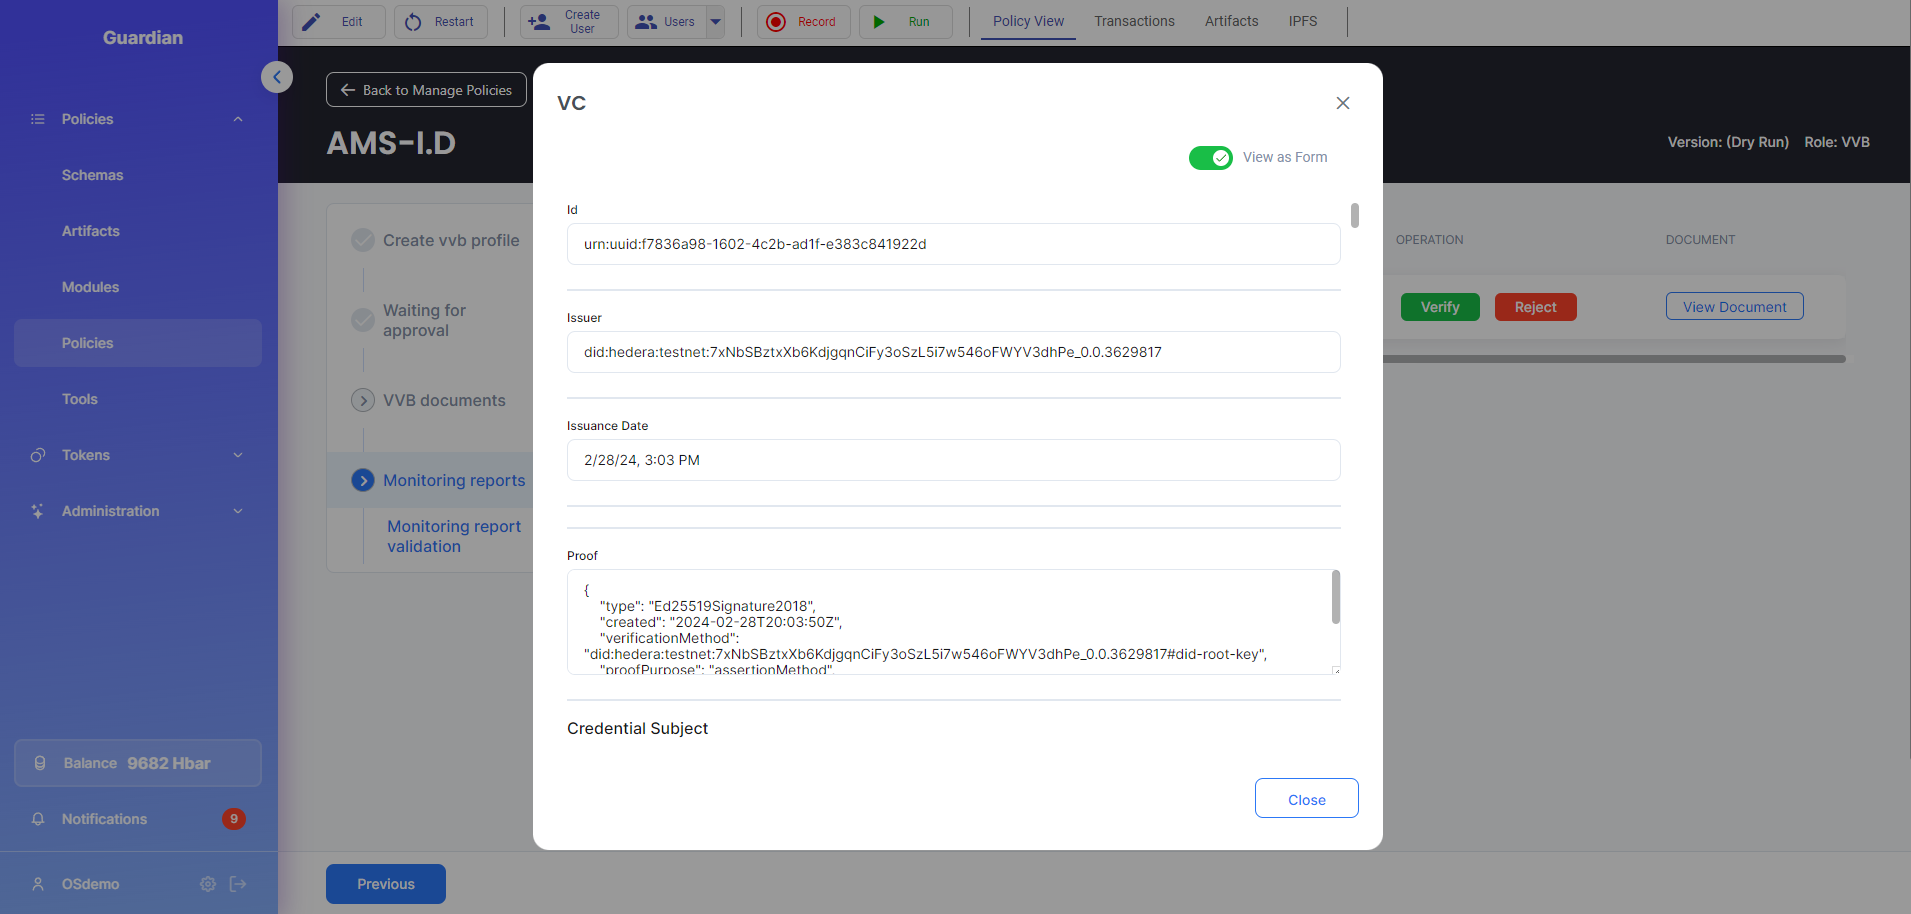 Guardian
Policies
Schemas
Artifacts
Modules
Policies
Tools
Tokens
Administration
Balance 9682 Hbar
Notifications 9
OSdemo
Edit
Restart
Create
User
Users
Record
Run
Policy View
Transactions
Artifacts
IPFS
Back to Manage Policies
AMS-I.D
Version: (Dry Run) Role: VVB
Create vvb profile
Waiting for
approval
VVB documents
Monitoring reports
Monitoring report
validation
OPERATION
DOCUMENT
Verify
Reject
View Document
VC
View as Form
Id
urn:uuid:f7836a98-1602-4c2b-ad1f-e383c841922d
Issuer
did:hedera:testnet:7xNbSBztxXb6KdjgqnCiFy3oSzL5i7w546oFWYV3dhPe_0.0.3629817
Issuance Date
2/28/24, 3:03 PM
Proof
{
"type": "Ed25519Signature2018",
"created": "2024-02-28T20:03:50Z",
"verificationMethod":
"did:hedera:testnet:7xNbSBztxXb6KdjgqnCiFy3oSzL5i7w546oFWYV3dhPe_0.0.3629817#did-root-key",
"proofPurpose": "assertionMethod",
Credential Subject
Close
Previous